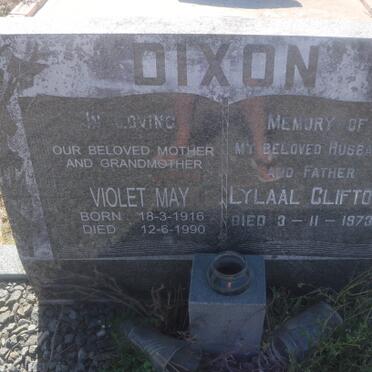 DIXON
IN LOVING MEMORY OF
OUR BELOVED MOTHER
AND GRANDMOTHER
VIOLET MAY
BORN 18-3-1916
DIED 12-6-1990
MY BELOVED HUSBA
AND FATHER
LYLAAL CLIFTO
DIED 3-11-1973